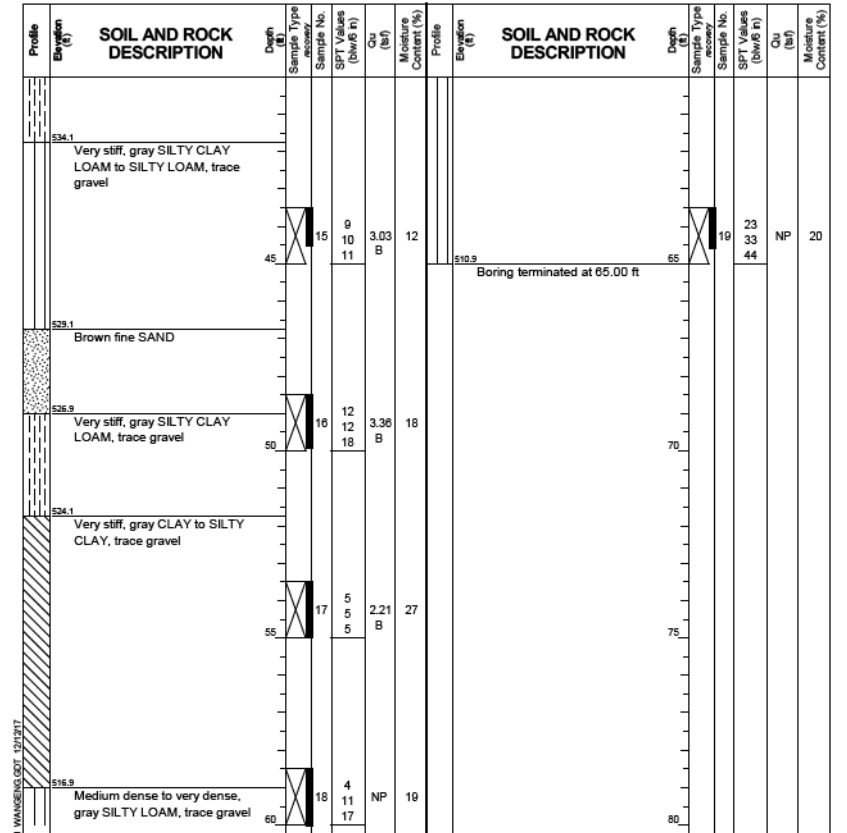 Profile
Elevation
(ft)
SOIL AND ROCK
DESCRIPTION
Depth
(ft)
Sample Type
recovery
Sample No.
SPT Values
(blw/6 in)
Qu
(tsf)
Moisture
Content (%)
534.1
Very stiff, gray SILTY CLAY
LOAM to SILTY LOAM, trace
gravel
45
15
9
10
11
3.03
B
12
529.1
Brown fine SAND
526.9
Very stiff, gray SILTY CLAY
LOAM, trace gravel
50
16
12
12
18
3.36
B
18
524.1
Very stiff, gray CLAY to SILTY
CLAY, trace gravel
55
17
5
5
5
2.21
B
27
516.9
Medium dense to very dense,
gray SILTY LOAM, trace gravel
60
18
4
11
17
NP
19
WANGENG.GDT 12/12/17
Profile
Elevation
(ft)
SOIL AND ROCK
DESCRIPTION
Depth
(ft)
Sample Type
recovery
Sample No.
SPT Values
(blw/6 in)
Qu
(tsf)
Moisture
Content (%)
19
23
33
44
NP
20
510.9
65
Boring terminated at 65.00 ft
70
75
80